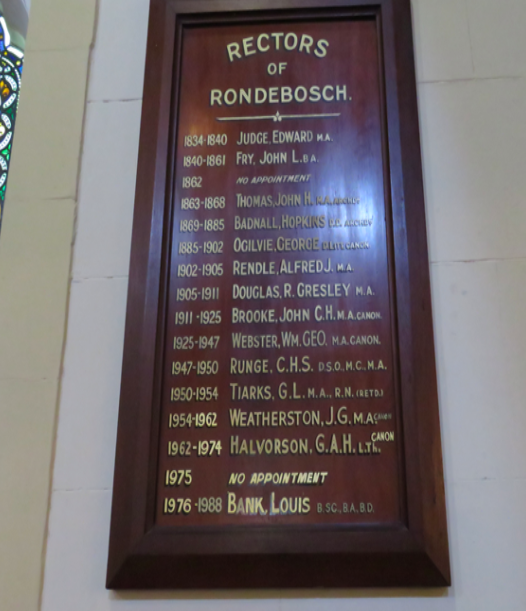 RECTORS
OF
RONDEBOSCH.
1834-1840 JUDGE, EDWARD M.A.
1840-1861 FRY, JOHN L. B.A.
1862 NO APPOINTMENT
1863-1868 THOMAS, JOHN H. M.A.
1869-1885 BADNALL, HOPKINS
1885-1902 OGILVIE, GEORGE CANON
1902-1905 RENDLE, ALFRED J. M.A.
1905-1911 DOUGLAS, R. GRESLEY M.A.
1911-1925 BROOKE, JOHN C.H. M.A. CANON.
1925-1947 WEBSTER, WM. GEO. M.A. CANON.
1947-1950 RUNGE, C.H.S. D.S.O., M.C., M.A.
1950-1954 TIARKS, G.L. M.A., R.N. (RETD.)
1954-1962 WEATHERSTON, J.G. M.A. CANON
1962-1974 HALVORSON, G.A.H. L.TH. CANON
1975 NO APPOINTMENT
1976-1988 BANK, LOUIS B.SC., B.A., B.D.